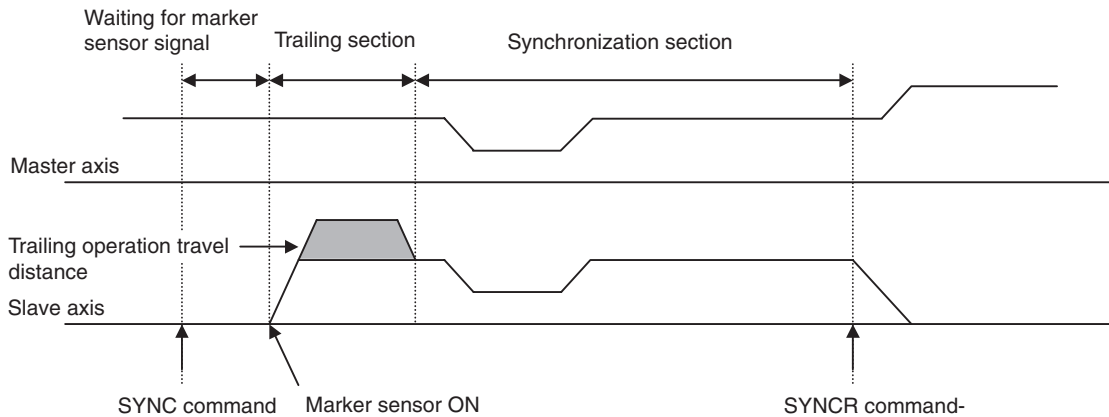 Waiting for marker
sensor signal
Trailing section
Synchronization section
Master axis
Trailing operation travel
distance
Slave axis
SYNC command
Marker sensor ON
SYNCR command-